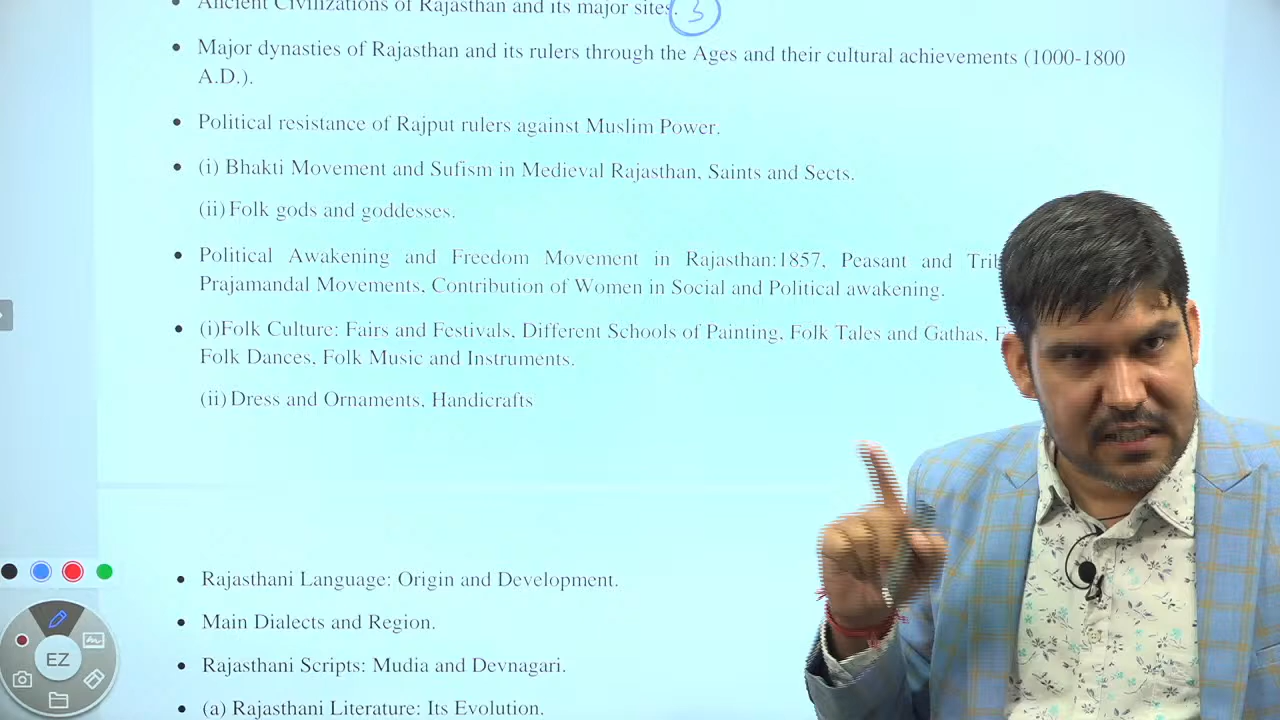 • Ancient Civilizations of Rajasthan and its major sites. 3
• Major dynasties of Rajasthan and its rulers through the Ages and their cultural achievements (1000-1800
A.D.).
• Political resistance of Rajput rulers against Muslim Power.
• (i) Bhakti Movement and Sufism in Medieval Rajasthan, Saints and Sects.
(ii) Folk gods and goddesses.
• Political Awakening and Freedom Movement in Rajasthan:1857, Peasant and
Prajamandal Movements, Contribution of Women in Social and Political awakening.
• (i)Folk Culture: Fairs and Festivals, Different Schools of Painting, Folk Tales and Gathas,
Folk Dances, Folk Music and Instruments.
(ii) Dress and Ornaments, Handicrafts
• Rajasthani Language: Origin and Development.
• Main Dialects and Region.
• Rajasthani Scripts: Mudia and Devnagari.
• (a) Rajasthani Literature: Its Evolution.
EZ